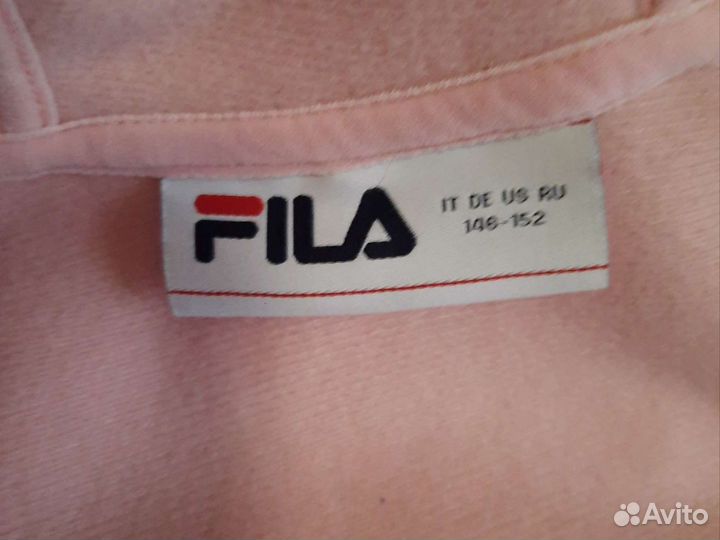 FILA
IT DE US RU
146-152
Avito